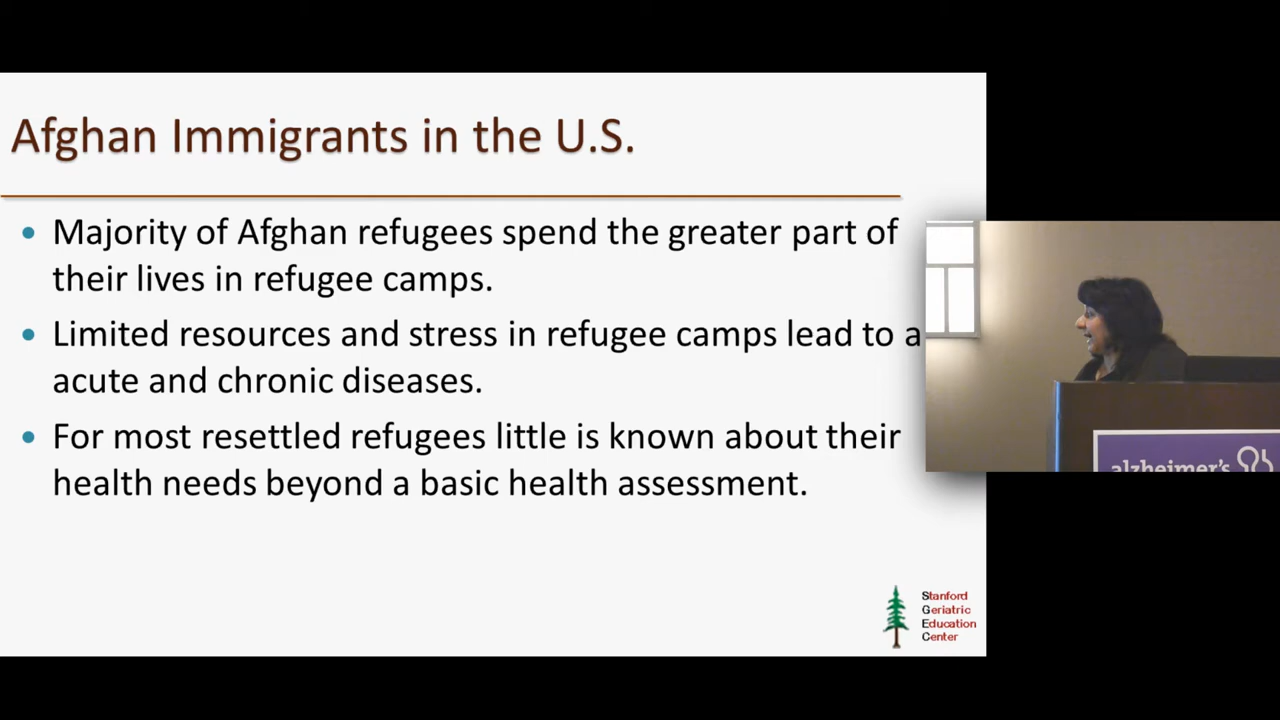 Afghan Immigrants in the U.S.
• Majority of Afghan refugees spend the greater part of
their lives in refugee camps.
• Limited resources and stress in refugee camps lead to a
acute and chronic diseases.
• For most resettled refugees little is known about their
health needs beyond a basic health assessment.
Stanford
Geriatric
Education
Center
alzheimer's